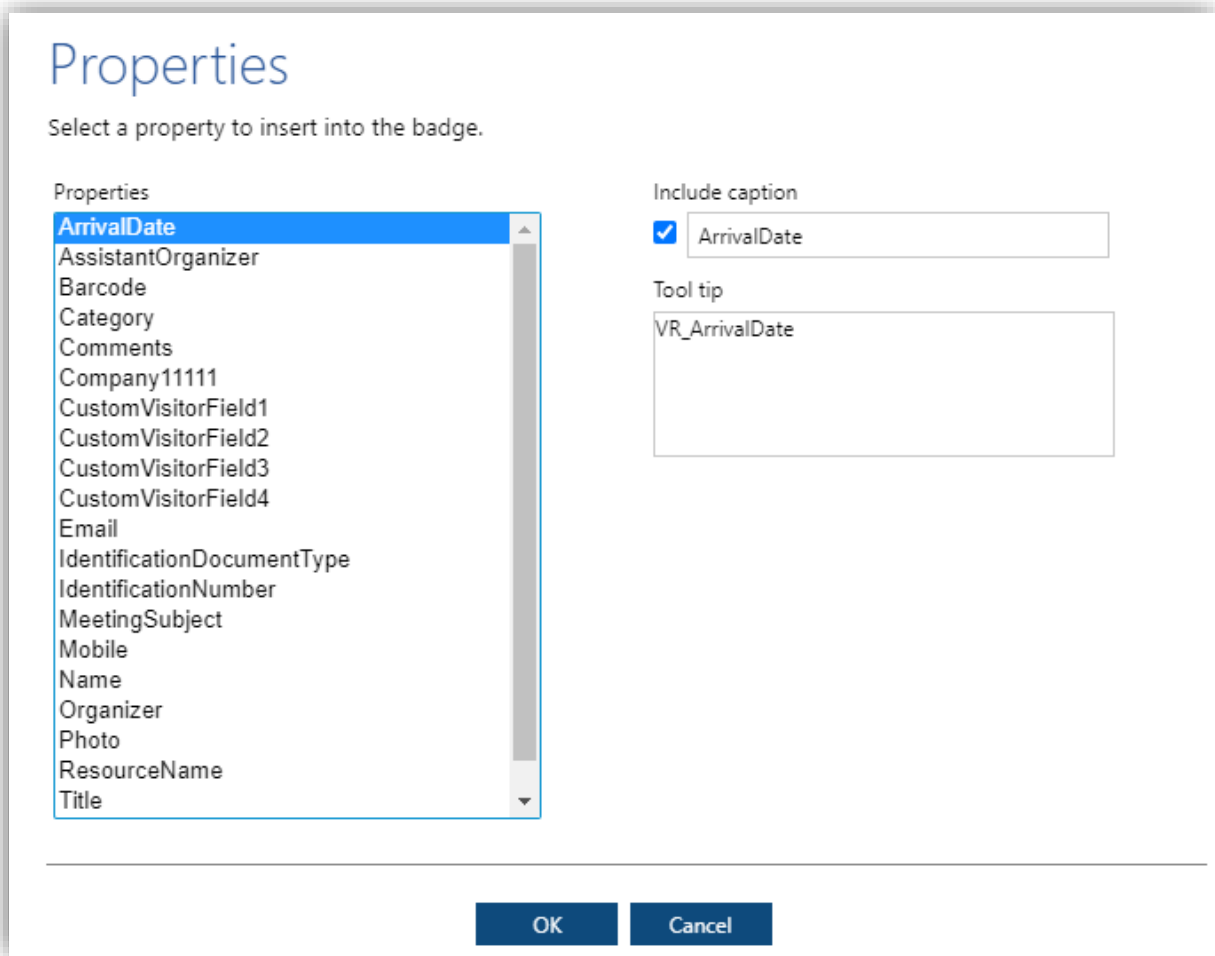 Properties
Select a property to insert into the badge.
Properties
ArrivalDate
AssistantOrganizer
Barcode
Category
Comments
Company11111
CustomVisitorField1
CustomVisitorField2
CustomVisitorField3
CustomVisitorField4
Email
IdentificationDocumentType
IdentificationNumber
MeetingSubject
Mobile
Name
Organizer
Photo
ResourceName
Title
Include caption
ArrivalDate
Tool tip
VR_ArrivalDate
OK
Cancel